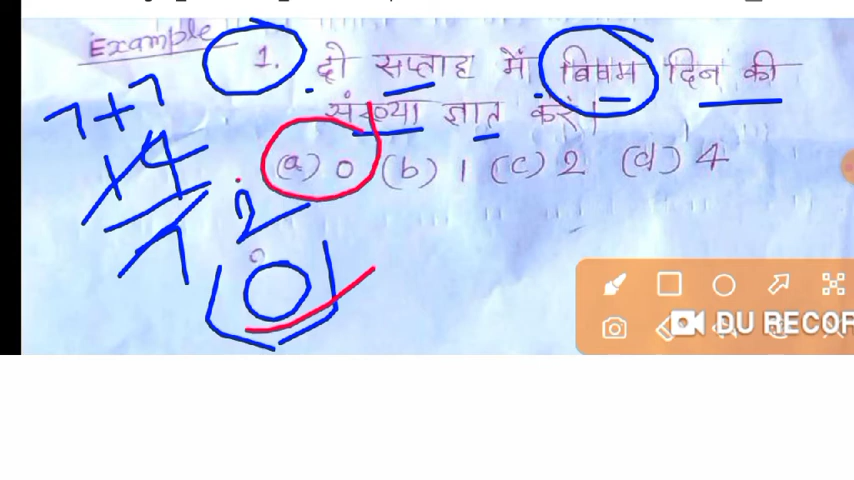 Example 1. दो सप्ताह में बिषम दिन की
संख्या ज्ञात करें।
(a) 0 (b) 1 (c) 2 (d) 4
7+7
14
7
2
0
DU RECOR